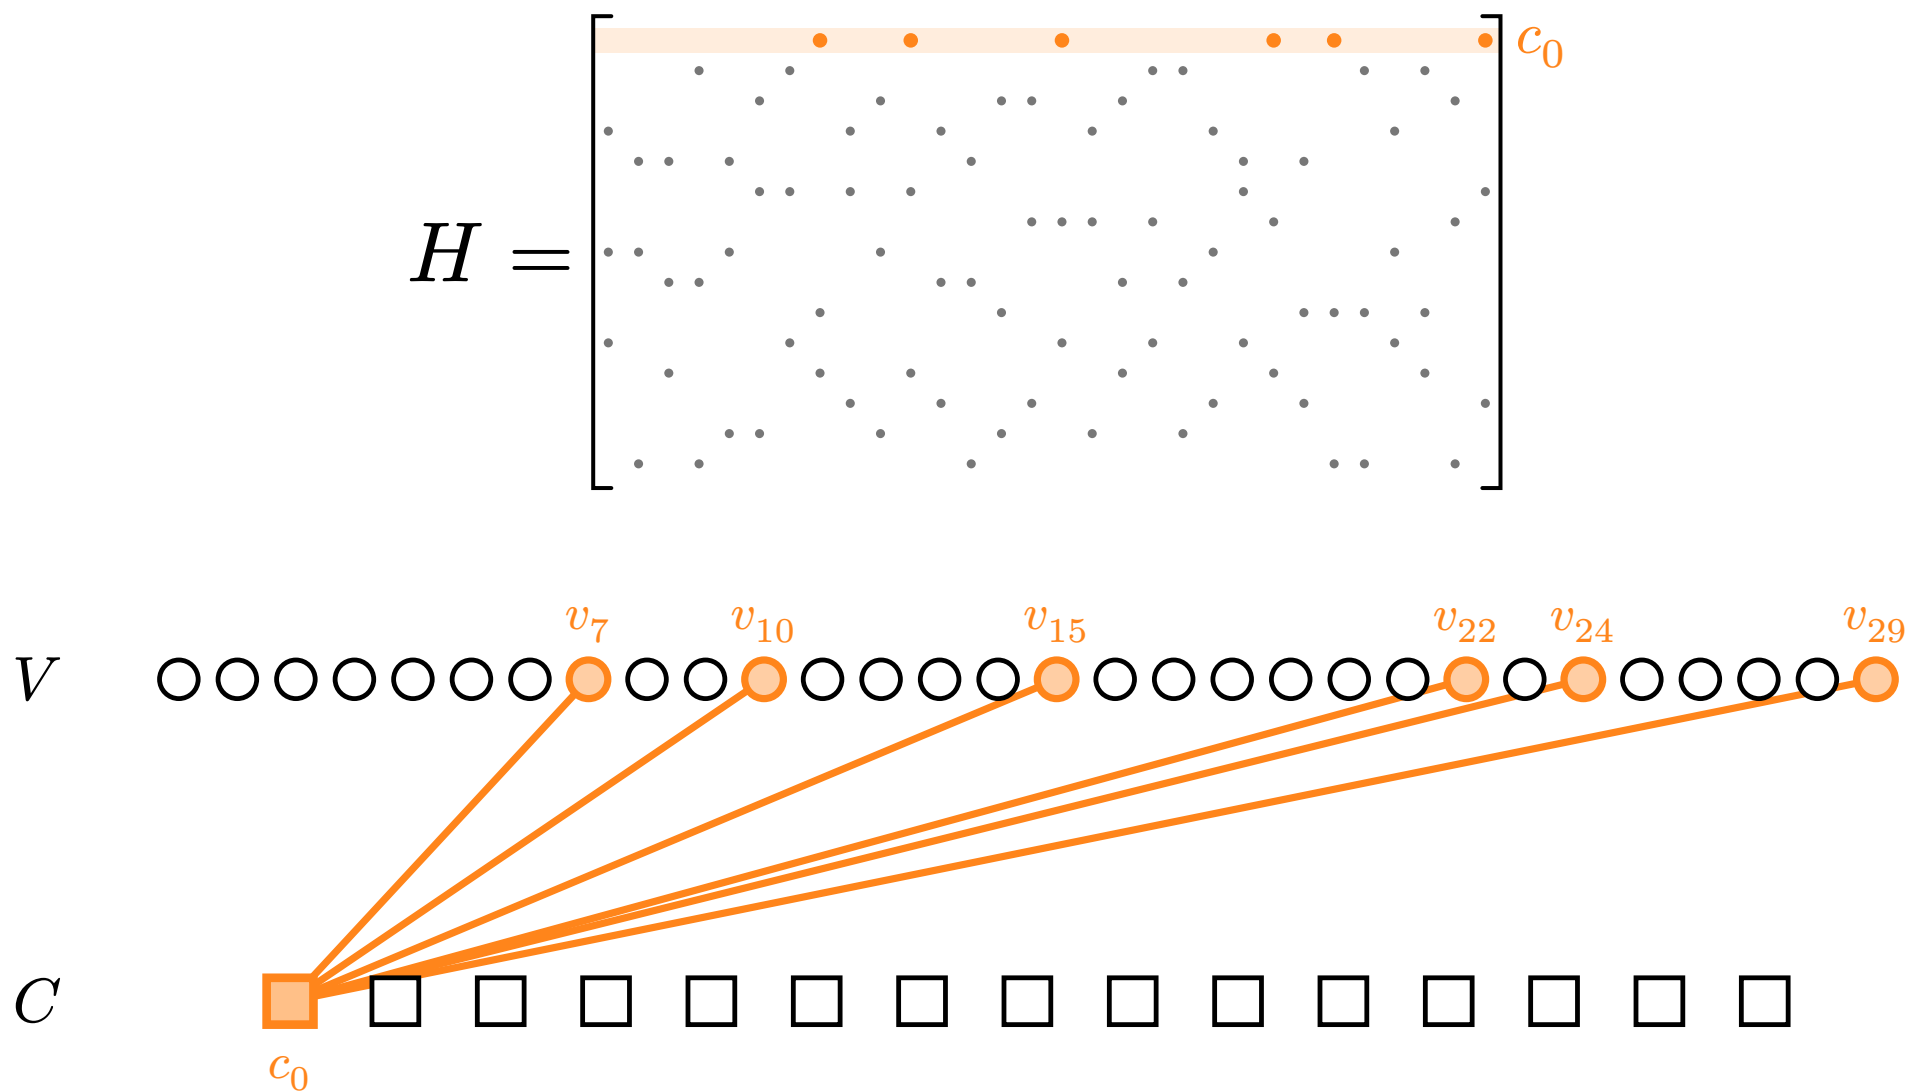 c₀
H =
v₇ v₁₀ v₁₅ v₂₂ v₂₄ v₂₉
V
C
c₀